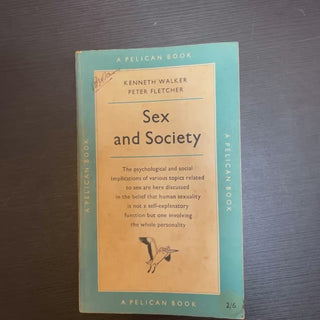 A PELICAN BOOK
KENNETH WALKER
PETER FLETCHER
Sex
and Society
The psychological and social
implications of various topics related
to sex are here discussed
in the belief that human sexuality
is not a self-explanatory
function but one involving
the whole personality
A PELICAN BOOK
A PELICAN BOOK
A PELICAN BOOK
2/6